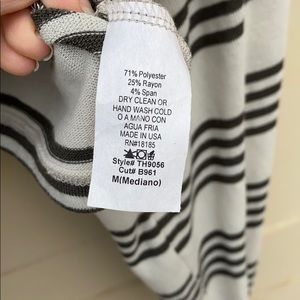 71% Polyester
25% Rayon
4% Span
DRY CLEAN OR
HAND WASH COLD
O A MANO CON
AGUA FRIA
MADE IN USA
RN#18185
Style# TH9056
Cut# B961
M(Mediano)